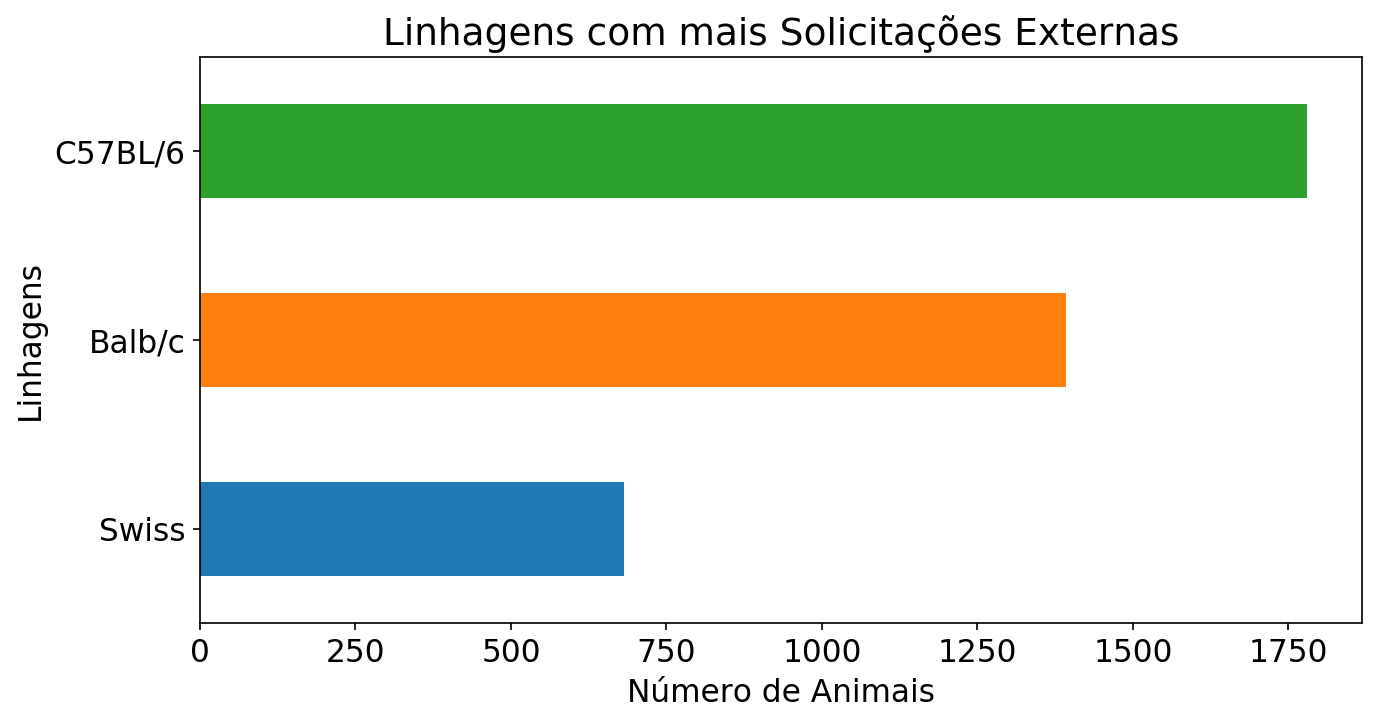 Linhagens com mais Solicitações Externas
Linhagens
C57BL/6
Balb/c
Swiss
0 250 500 750 1000 1250 1500 1750
Número de Animais